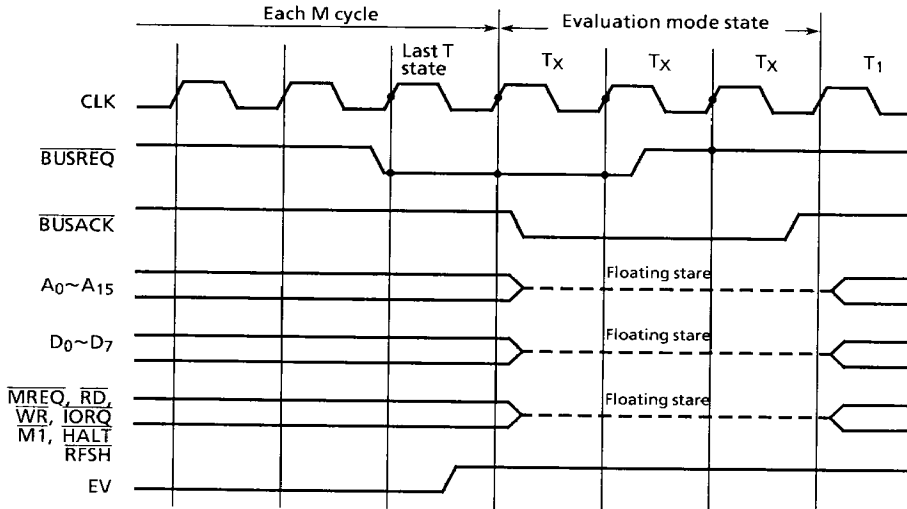 Each M cycle
Evaluation mode state
Last T
state
TX
TX
TX
T1
CLK
BUSREQ
BUSACK
A0~A15
Floating stare
D0~D7
Floating stare
MREQ, RD,
WR, IORQ
M1, HALT
RFSH
Floating stare
EV